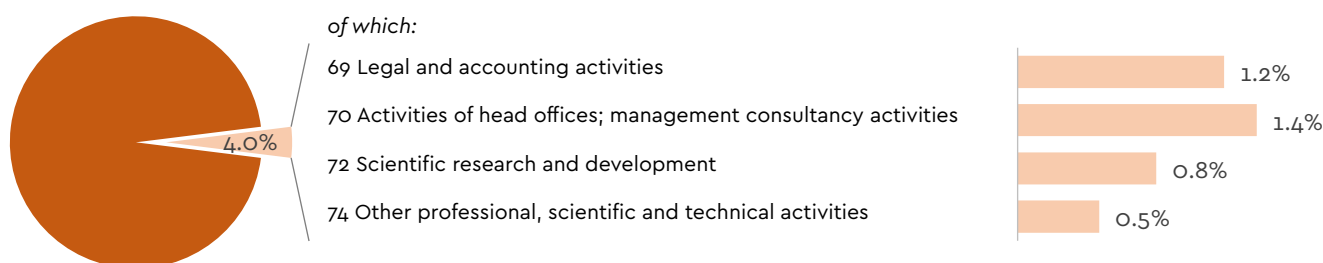 of which:
69 Legal and accounting activities
1.2%
70 Activities of head offices; management consultancy activities
1.4%
4.0%
72 Scientific research and development
0.8%
74 Other professional, scientific and technical activities
0.5%